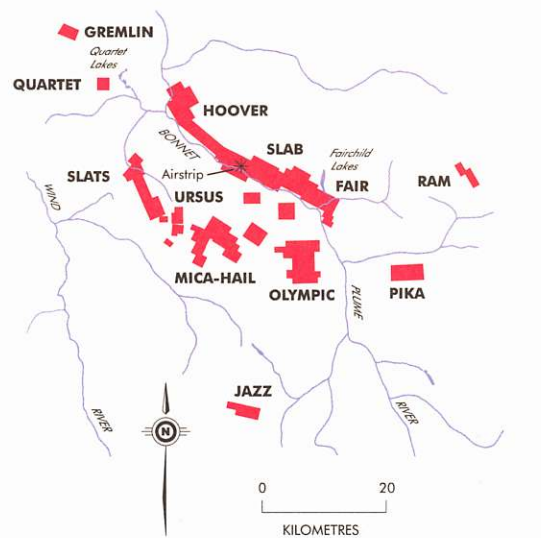 GREMLIN
Quartet
Lakes
QUARTET
HOOVER
BONNET
SLAB
Airstrip
Fairchild
Lakes
FAIR
RAM
SLATS
URSUS
WIND
MICA-HAIL
OLYMPIC
PLUME
PIKA
JAZZ
RIVER
RIVER
N
0
20
KILOMETRES